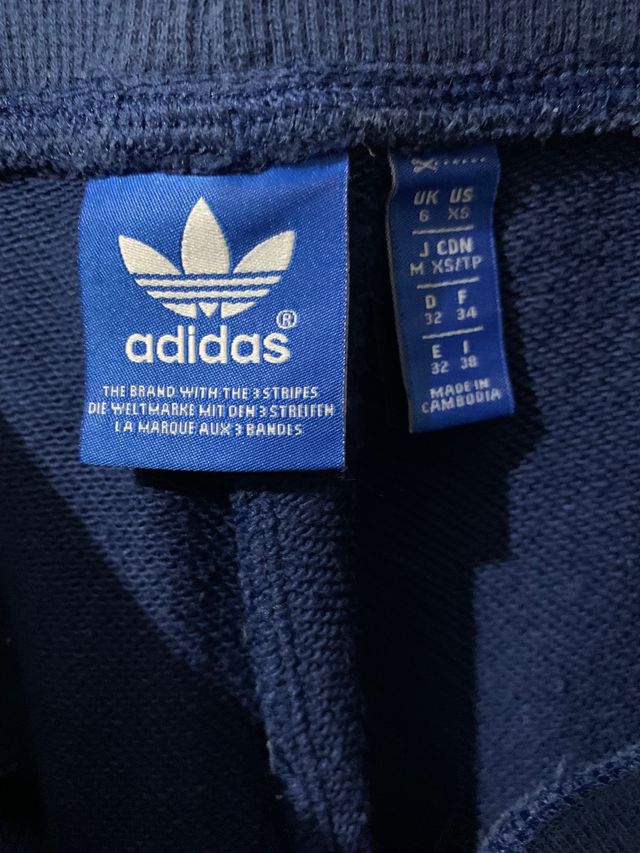 adidas®
THE BRAND WITH THE 3 STRIPES
DIE WELTMARKE MIT DEN 3 STREIFEN
LA MARQUE AUX 3 BANDES
UK US
6 XS
J CDN
M XS/TP
D F
32 34
E I
32 38
MADE IN
CAMBODIA